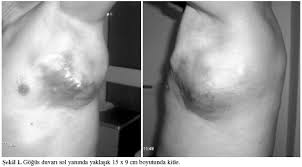 Şekil 1. Göğüs duvarı sol yanında yaklaşık 15 x 9 cm boyutunda kitle.